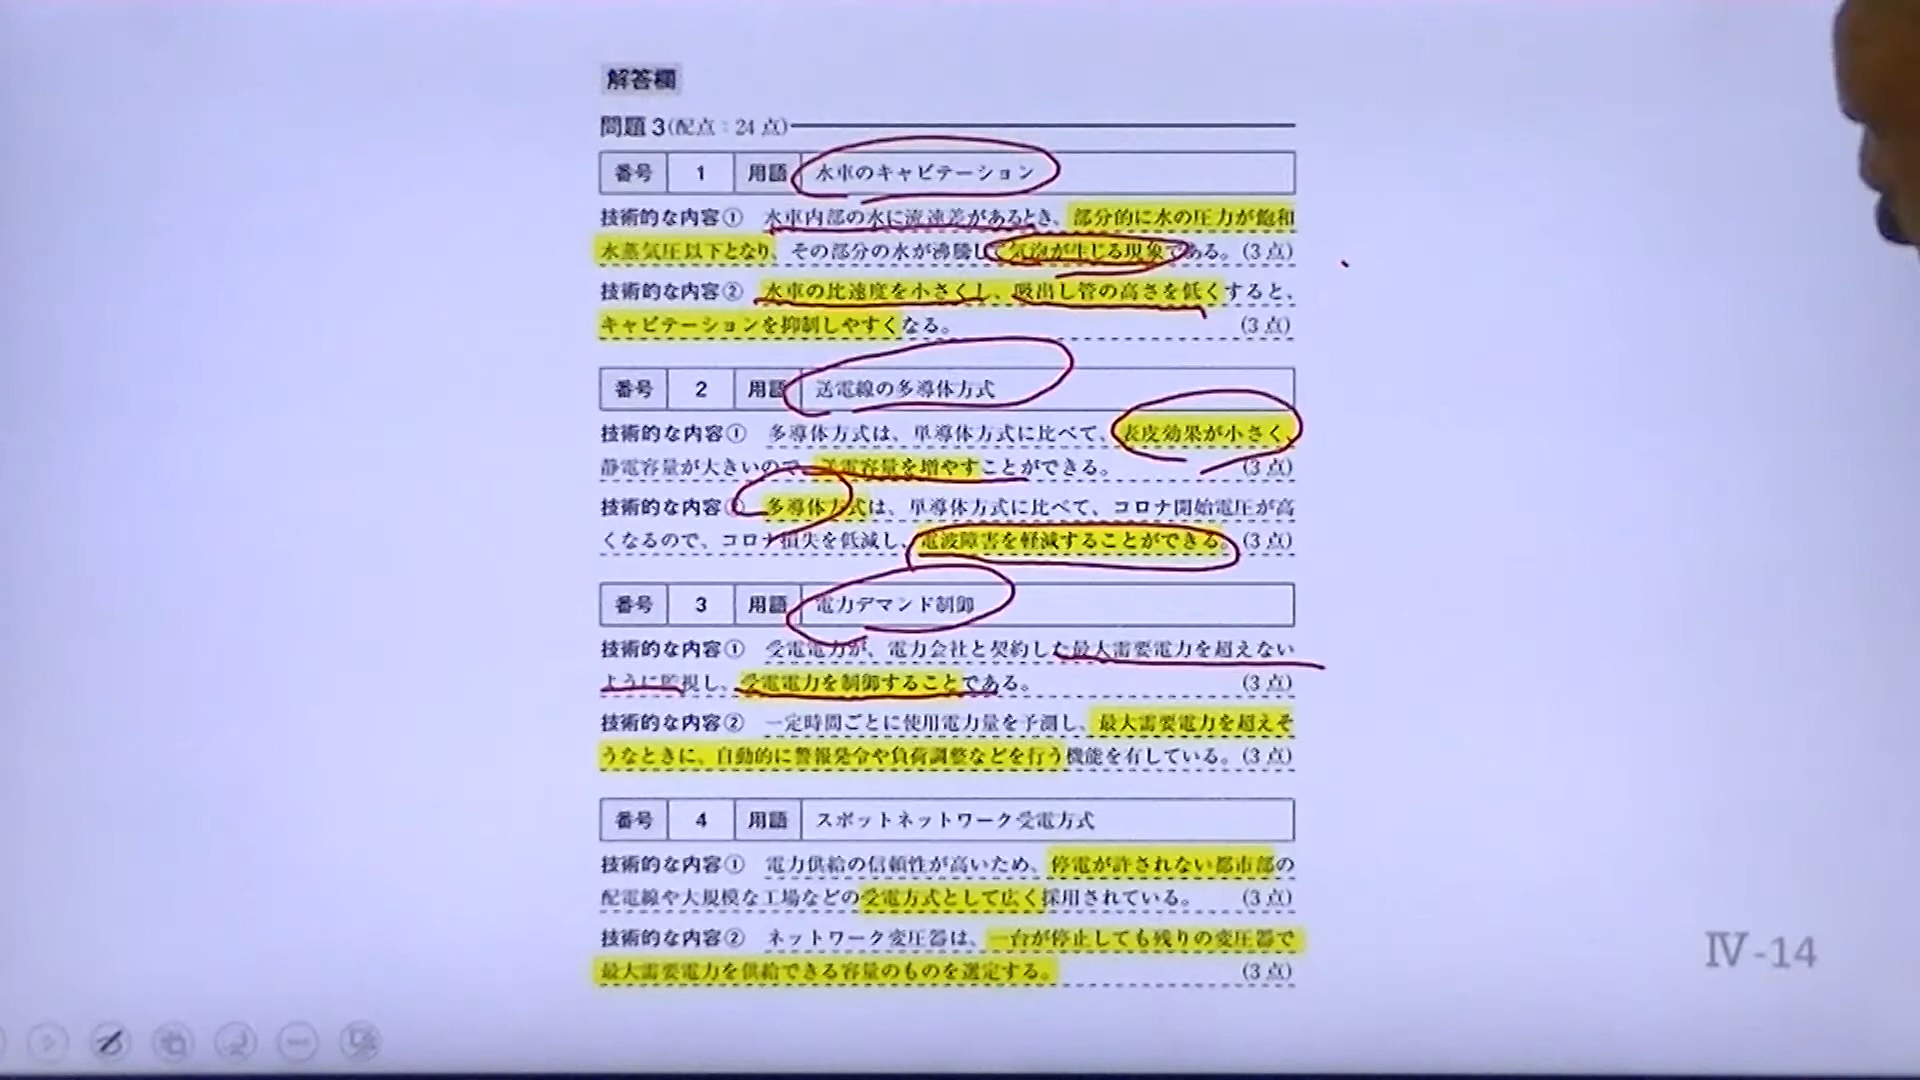 解答欄
問題3(配点:24点)
番号 1 用語 水車のキャビテーション
技術的な内容① 水車内部の水に流速差があるとき、部分的に水の圧力が飽和
水蒸気圧以下となり、その部分の水が沸騰して気泡が生じる現象である。(3点)
技術的な内容② 水車の比速度を小さくし、吸出し管の高さを低くすると、
キャビテーションを抑制しやすくなる。 (3点)
番号 2 用語 送電線の多導体方式
技術的な内容① 多導体方式は、単導体方式に比べて、表皮効果が小さく、
静電容量が大きいので、送電容量を増やすことができる。 (3点)
技術的な内容② 多導体方式は、単導体方式に比べて、コロナ開始電圧が高
くなるので、コロナ損失を低減し、電波障害を軽減することができる。(3点)
番号 3 用語 電力デマンド制御
技術的な内容① 受電電力が、電力会社と契約した最大需要電力を超えない
ように監視し、受電電力を制御することである。 (3点)
技術的な内容② 一定時間ごとに使用電力量を予測し、最大需要電力を超えそ
うなときに、自動的に警報発令や負荷調整などを行う機能を有している。(3点)
番号 4 用語 スポットネットワーク受電方式
技術的な内容① 電力供給の信頼性が高いため、停電が許されない都市部の
配電線や大規模な工場などの受電方式として広く採用されている。 (3点)
技術的な内容② ネットワーク変圧器は、一台が停止しても残りの変圧器で
最大需要電力を供給できる容量のものを選定する。 (3点)
Ⅳ-14